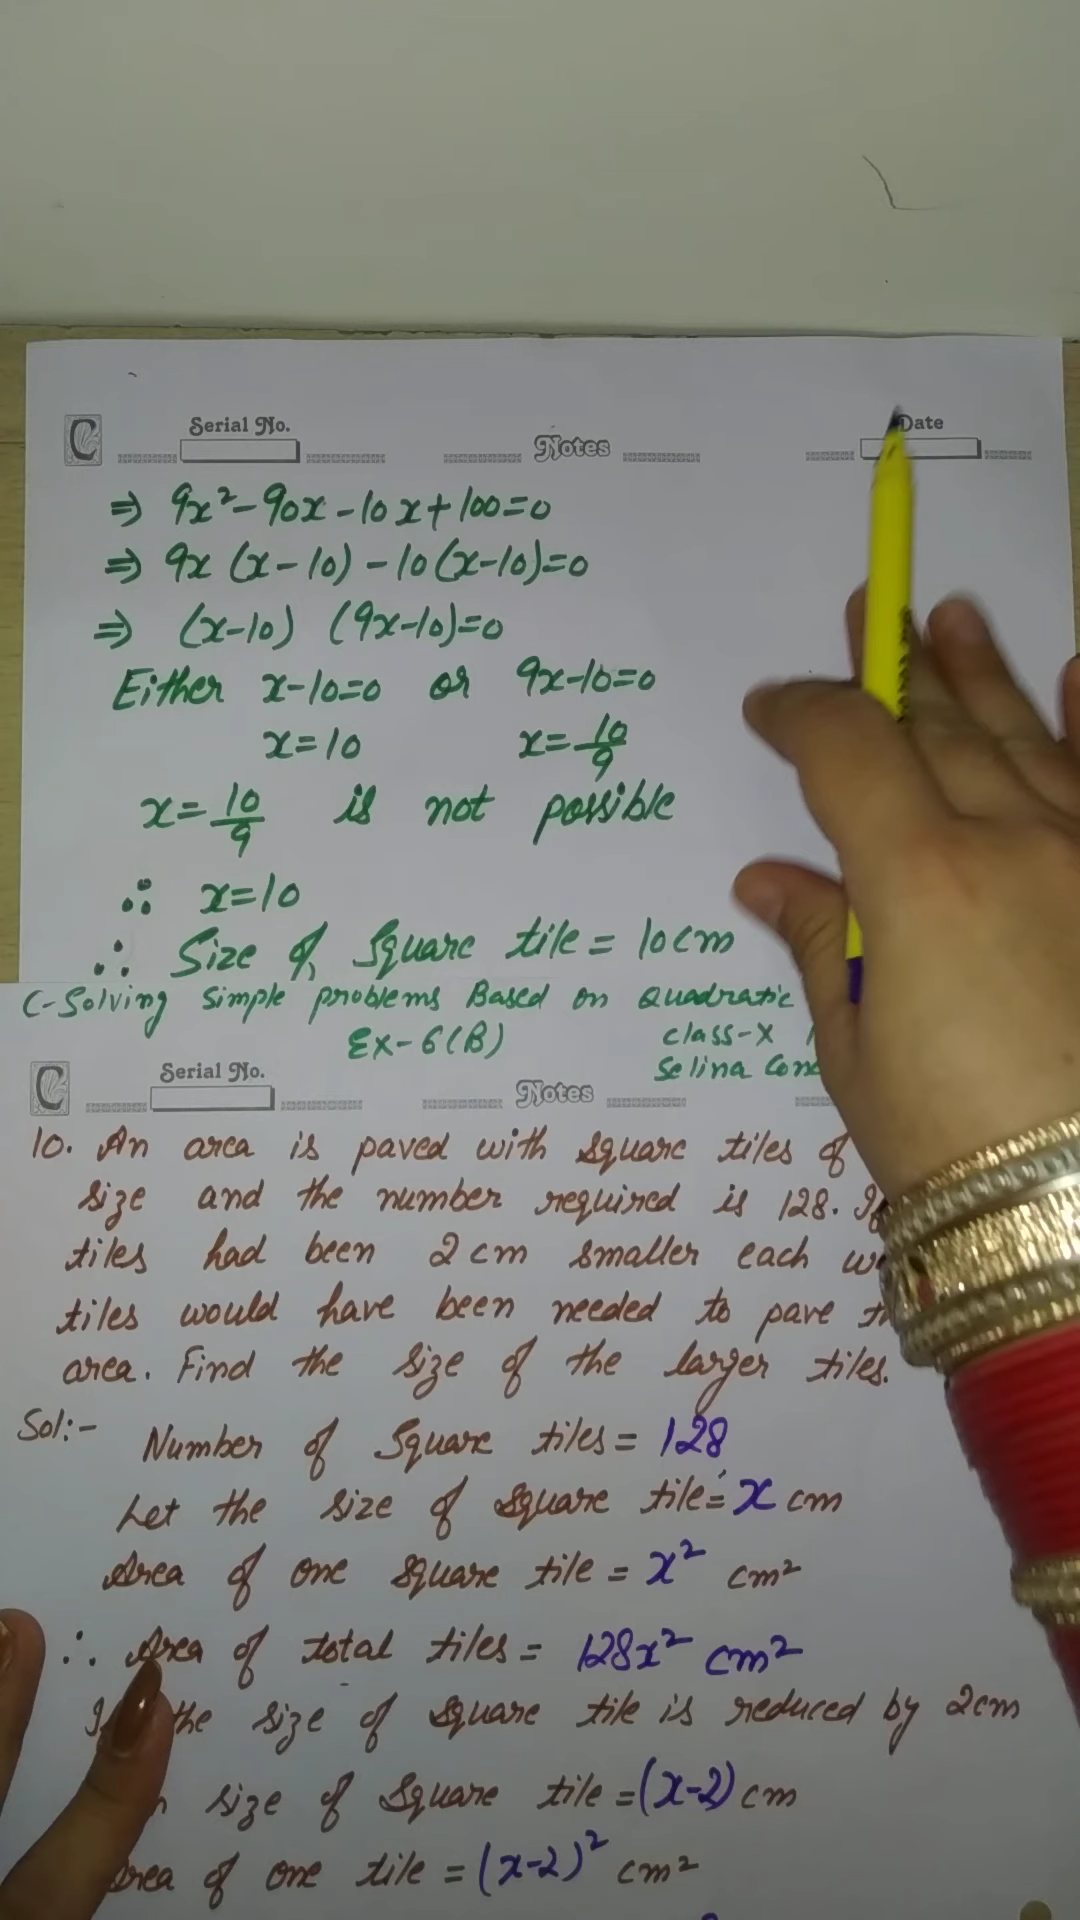 C Serial No. Notes Date
⇒ 9x²-90x-10x+100=0
⇒ 9x (x-10) -10(x-10)=0
⇒ (x-10) (9x-10)=0
Either x-10=0 or 9x-10=0
x=10 x=10/9
x=10/9 is not possible
∴ x=10
∴ Size of Square tile = 10cm
C-Solving Simple problems Based on Quadratic
Ex-6(B) class-X
Selina
C Serial No. Notes
10. An area is paved with square tiles of
size and the number required is 128.
tiles had been 2cm smaller each
tiles would have been needed to pave
area. Find the size of the larger tiles.
Sol:- Number of Square tiles = 128
Let the size of square tile = x cm
Area of one square tile = x² cm²
∴ Area of total tiles = 128x² cm²
the size of square tile is reduced by 2cm
size of square tile = (x-2) cm
Area of one tile = (x-2)² cm²